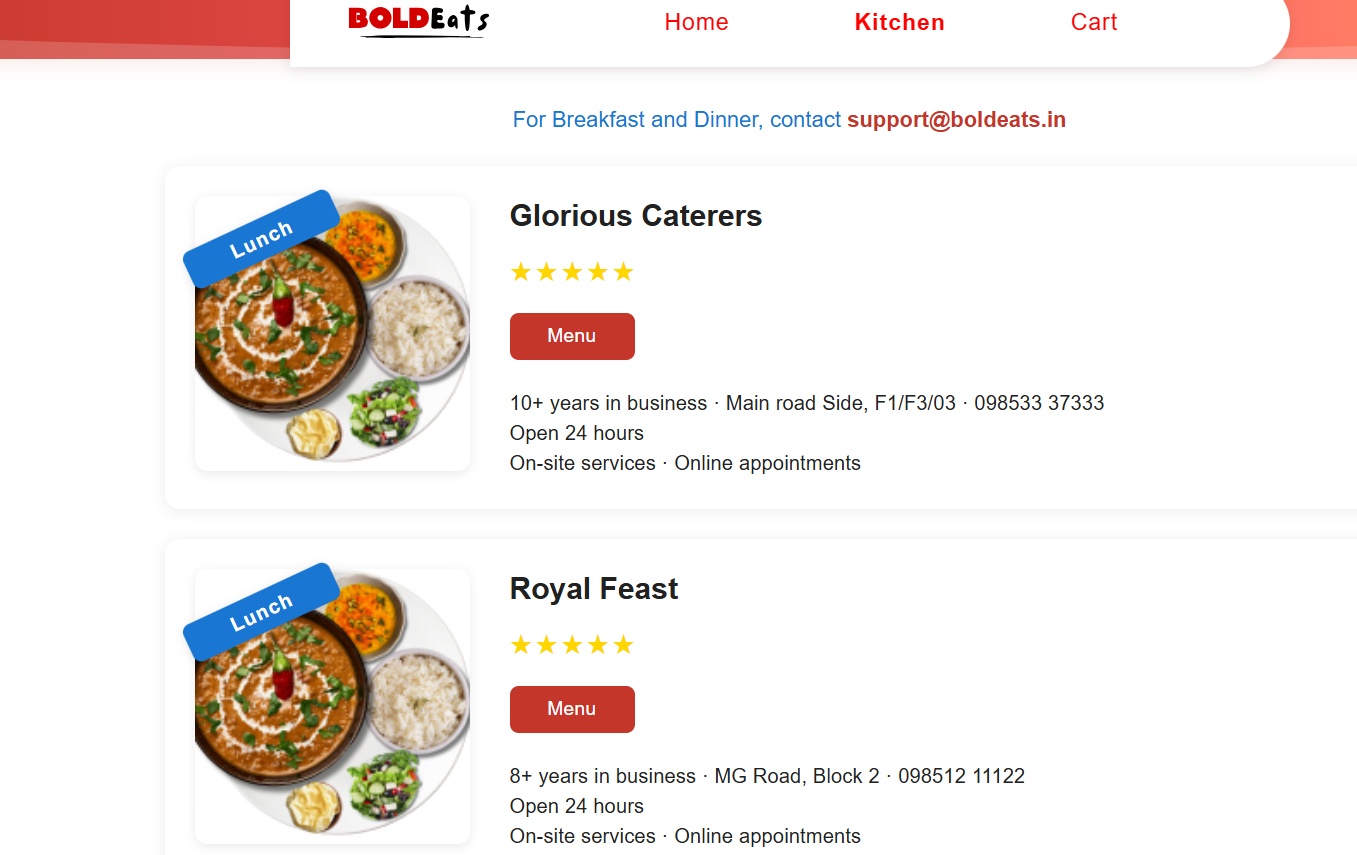 BOLDEats
Home Kitchen Cart
For Breakfast and Dinner, contact support@boldeats.in
Lunch
Glorious Caterers
★★★★★
Menu
10+ years in business · Main road Side, F1/F3/03 · 098533 37333
Open 24 hours
On-site services · Online appointments
Lunch
Royal Feast
★★★★★
Menu
8+ years in business · MG Road, Block 2 · 098512 11122
Open 24 hours
On-site services · Online appointments